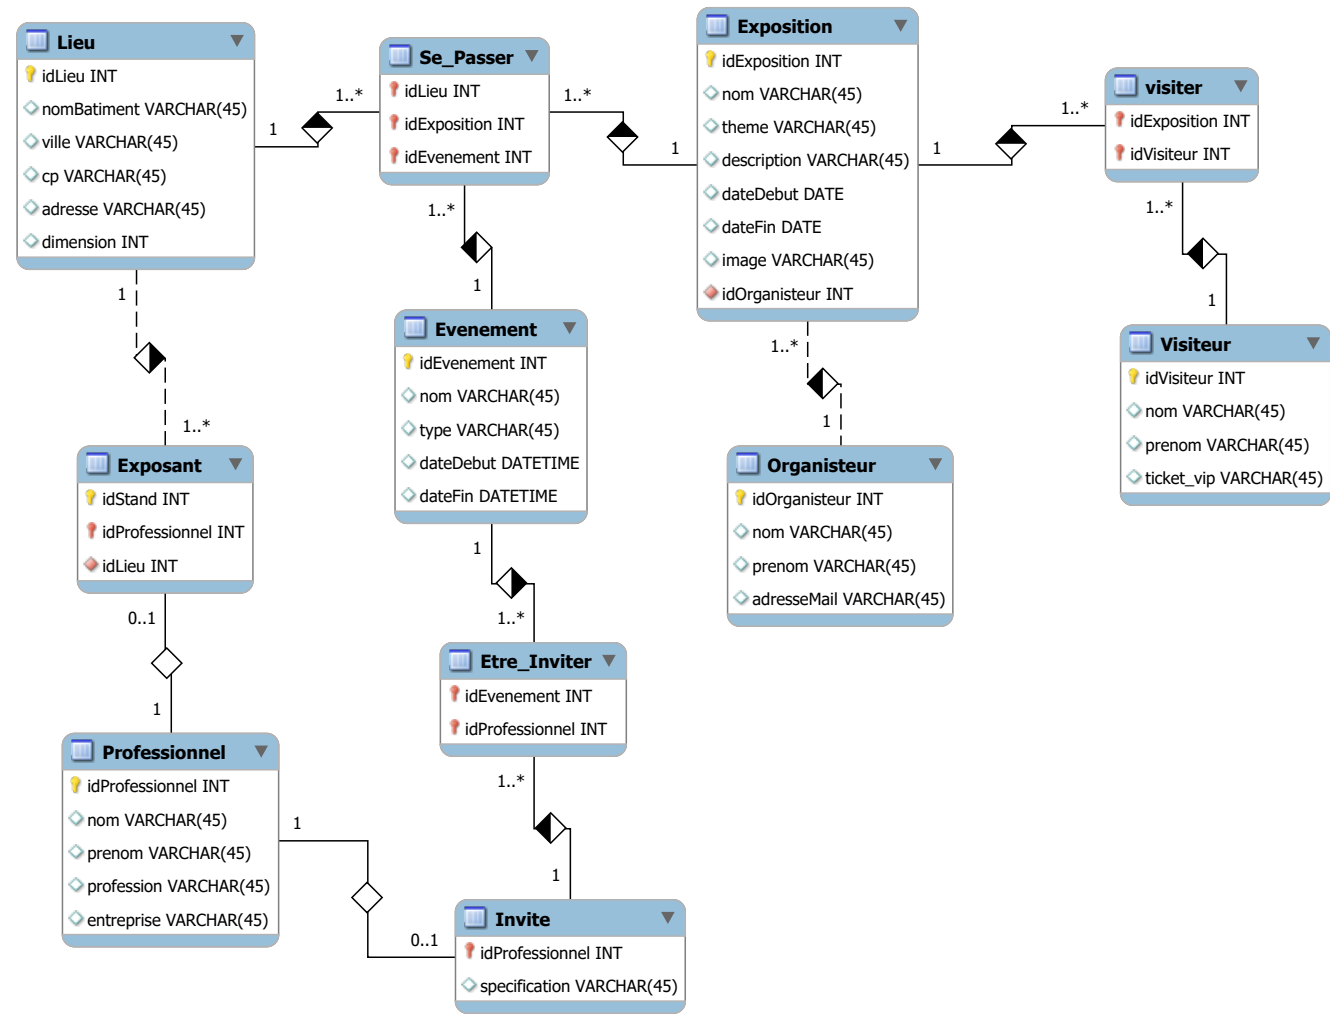 Lieu
idLieu INT
nomBatiment VARCHAR(45)
ville VARCHAR(45)
cp VARCHAR(45)
adresse VARCHAR(45)
dimension INT
1
1..*
Se_Passer
idLieu INT
idExposition INT
idEvenement INT
1..*
1
Exposition
idExposition INT
nom VARCHAR(45)
theme VARCHAR(45)
description VARCHAR(45)
dateDebut DATE
dateFin DATE
image VARCHAR(45)
idOrganisteur INT
1
1..*
visiter
idExposition INT
idVisiteur INT
1..*
1
Visiteur
idVisiteur INT
nom VARCHAR(45)
prenom VARCHAR(45)
ticket_vip VARCHAR(45)
1..*
1
Evenement
idEvenement INT
nom VARCHAR(45)
type VARCHAR(45)
dateDebut DATETIME
dateFin DATETIME
1..*
1
Organisteur
idOrganisteur INT
nom VARCHAR(45)
prenom VARCHAR(45)
adresseMail VARCHAR(45)
1
1..*
Exposant
idStand INT
idProfessionnel INT
idLieu INT
0..1
1
1
1..*
Etre_Inviter
idEvenement INT
idProfessionnel INT
1..*
1
Professionnel
idProfessionnel INT
nom VARCHAR(45)
prenom VARCHAR(45)
profession VARCHAR(45)
entreprise VARCHAR(45)
1
0..1
Invite
idProfessionnel INT
specification VARCHAR(45)